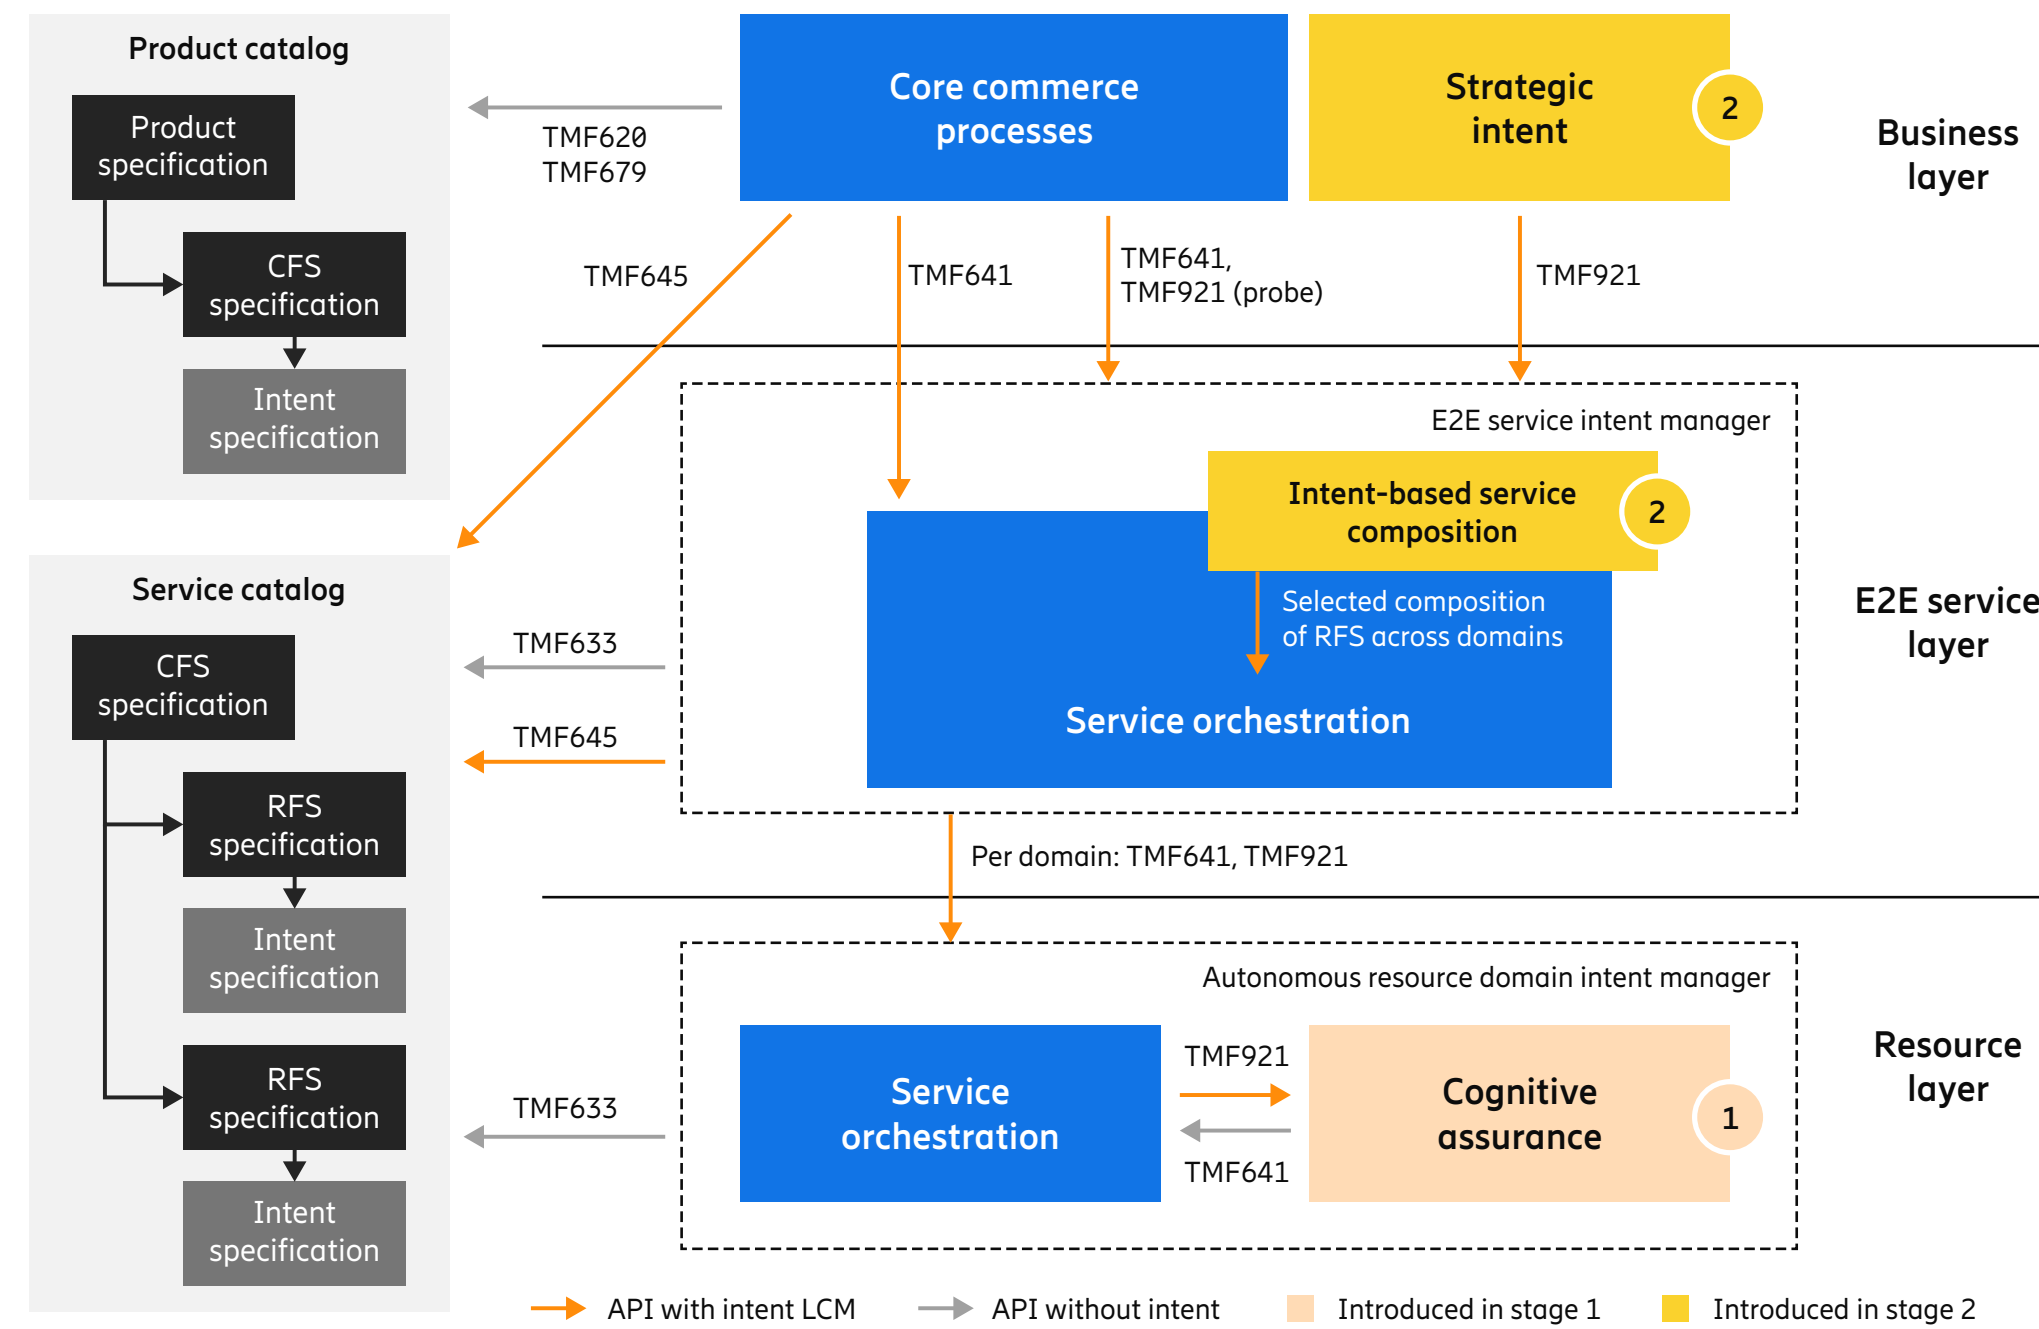 Product catalog
Product
specification
CFS
specification
Intent
specification
TMF620
TMF679
Core commerce
processes
Strategic
intent
2
Business
layer
TMF645
TMF641
TMF641,
TMF921 (probe)
TMF921
E2E service intent manager
Intent-based service
composition
2
Selected composition
of RFS across domains
Service orchestration
E2E service
layer
Service catalog
CFS
specification
RFS
specification
Intent
specification
RFS
specification
Intent
specification
TMF633
TMF645
Per domain: TMF641, TMF921
Autonomous resource domain intent manager
TMF633
Service
orchestration
TMF921
TMF641
Cognitive
assurance
1
Resource
layer
API with intent LCM
API without intent
Introduced in stage 1
Introduced in stage 2